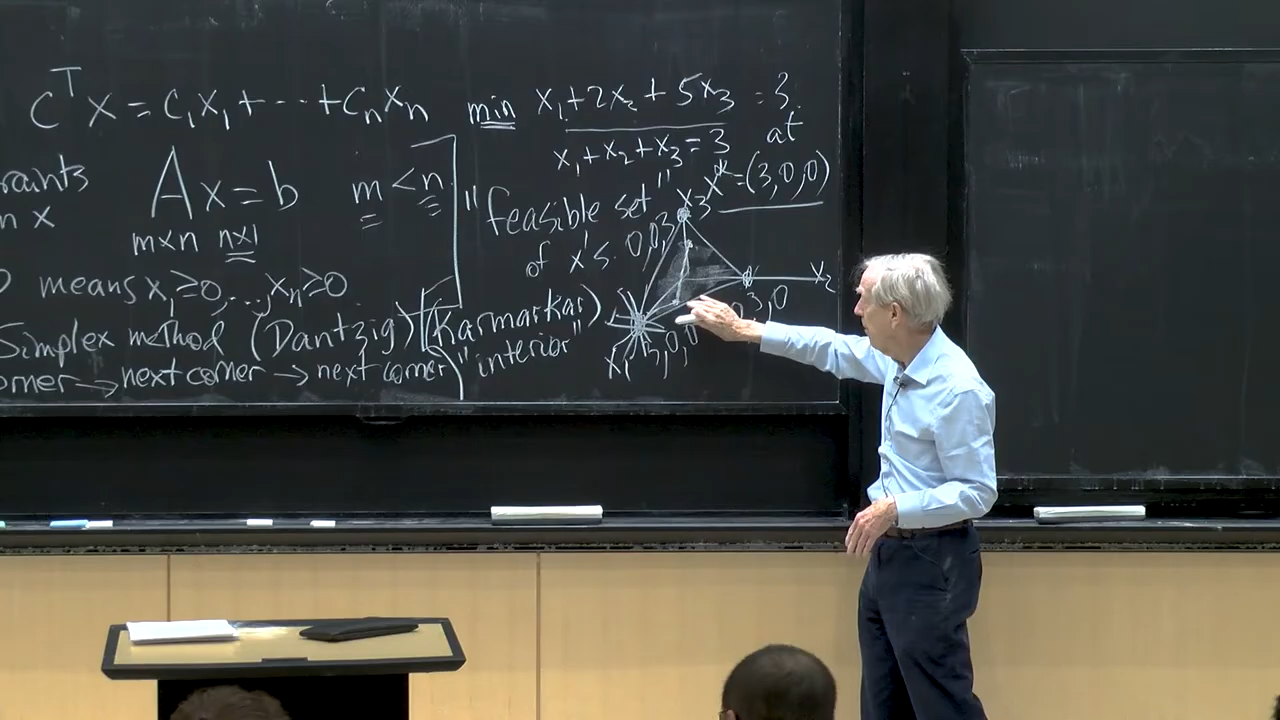 cᵀx = c₁x₁ + ··· + cₙxₙ
raints Ax = b m < n
n x m×n n×1
means x₁ ≥ 0, ..., xₙ ≥ 0
Simplex method (Dantzig) (Karmarkar)
orner → next corner → next corner "interior"
min x₁ + 2x₂ + 5x₃ = 3
x₁ + x₂ + x₃ = 3 at
x* = (3,0,0)
"feasible set"
of x's
x₃
0,0,3
x₂
3,0
x₁ 3,0,0